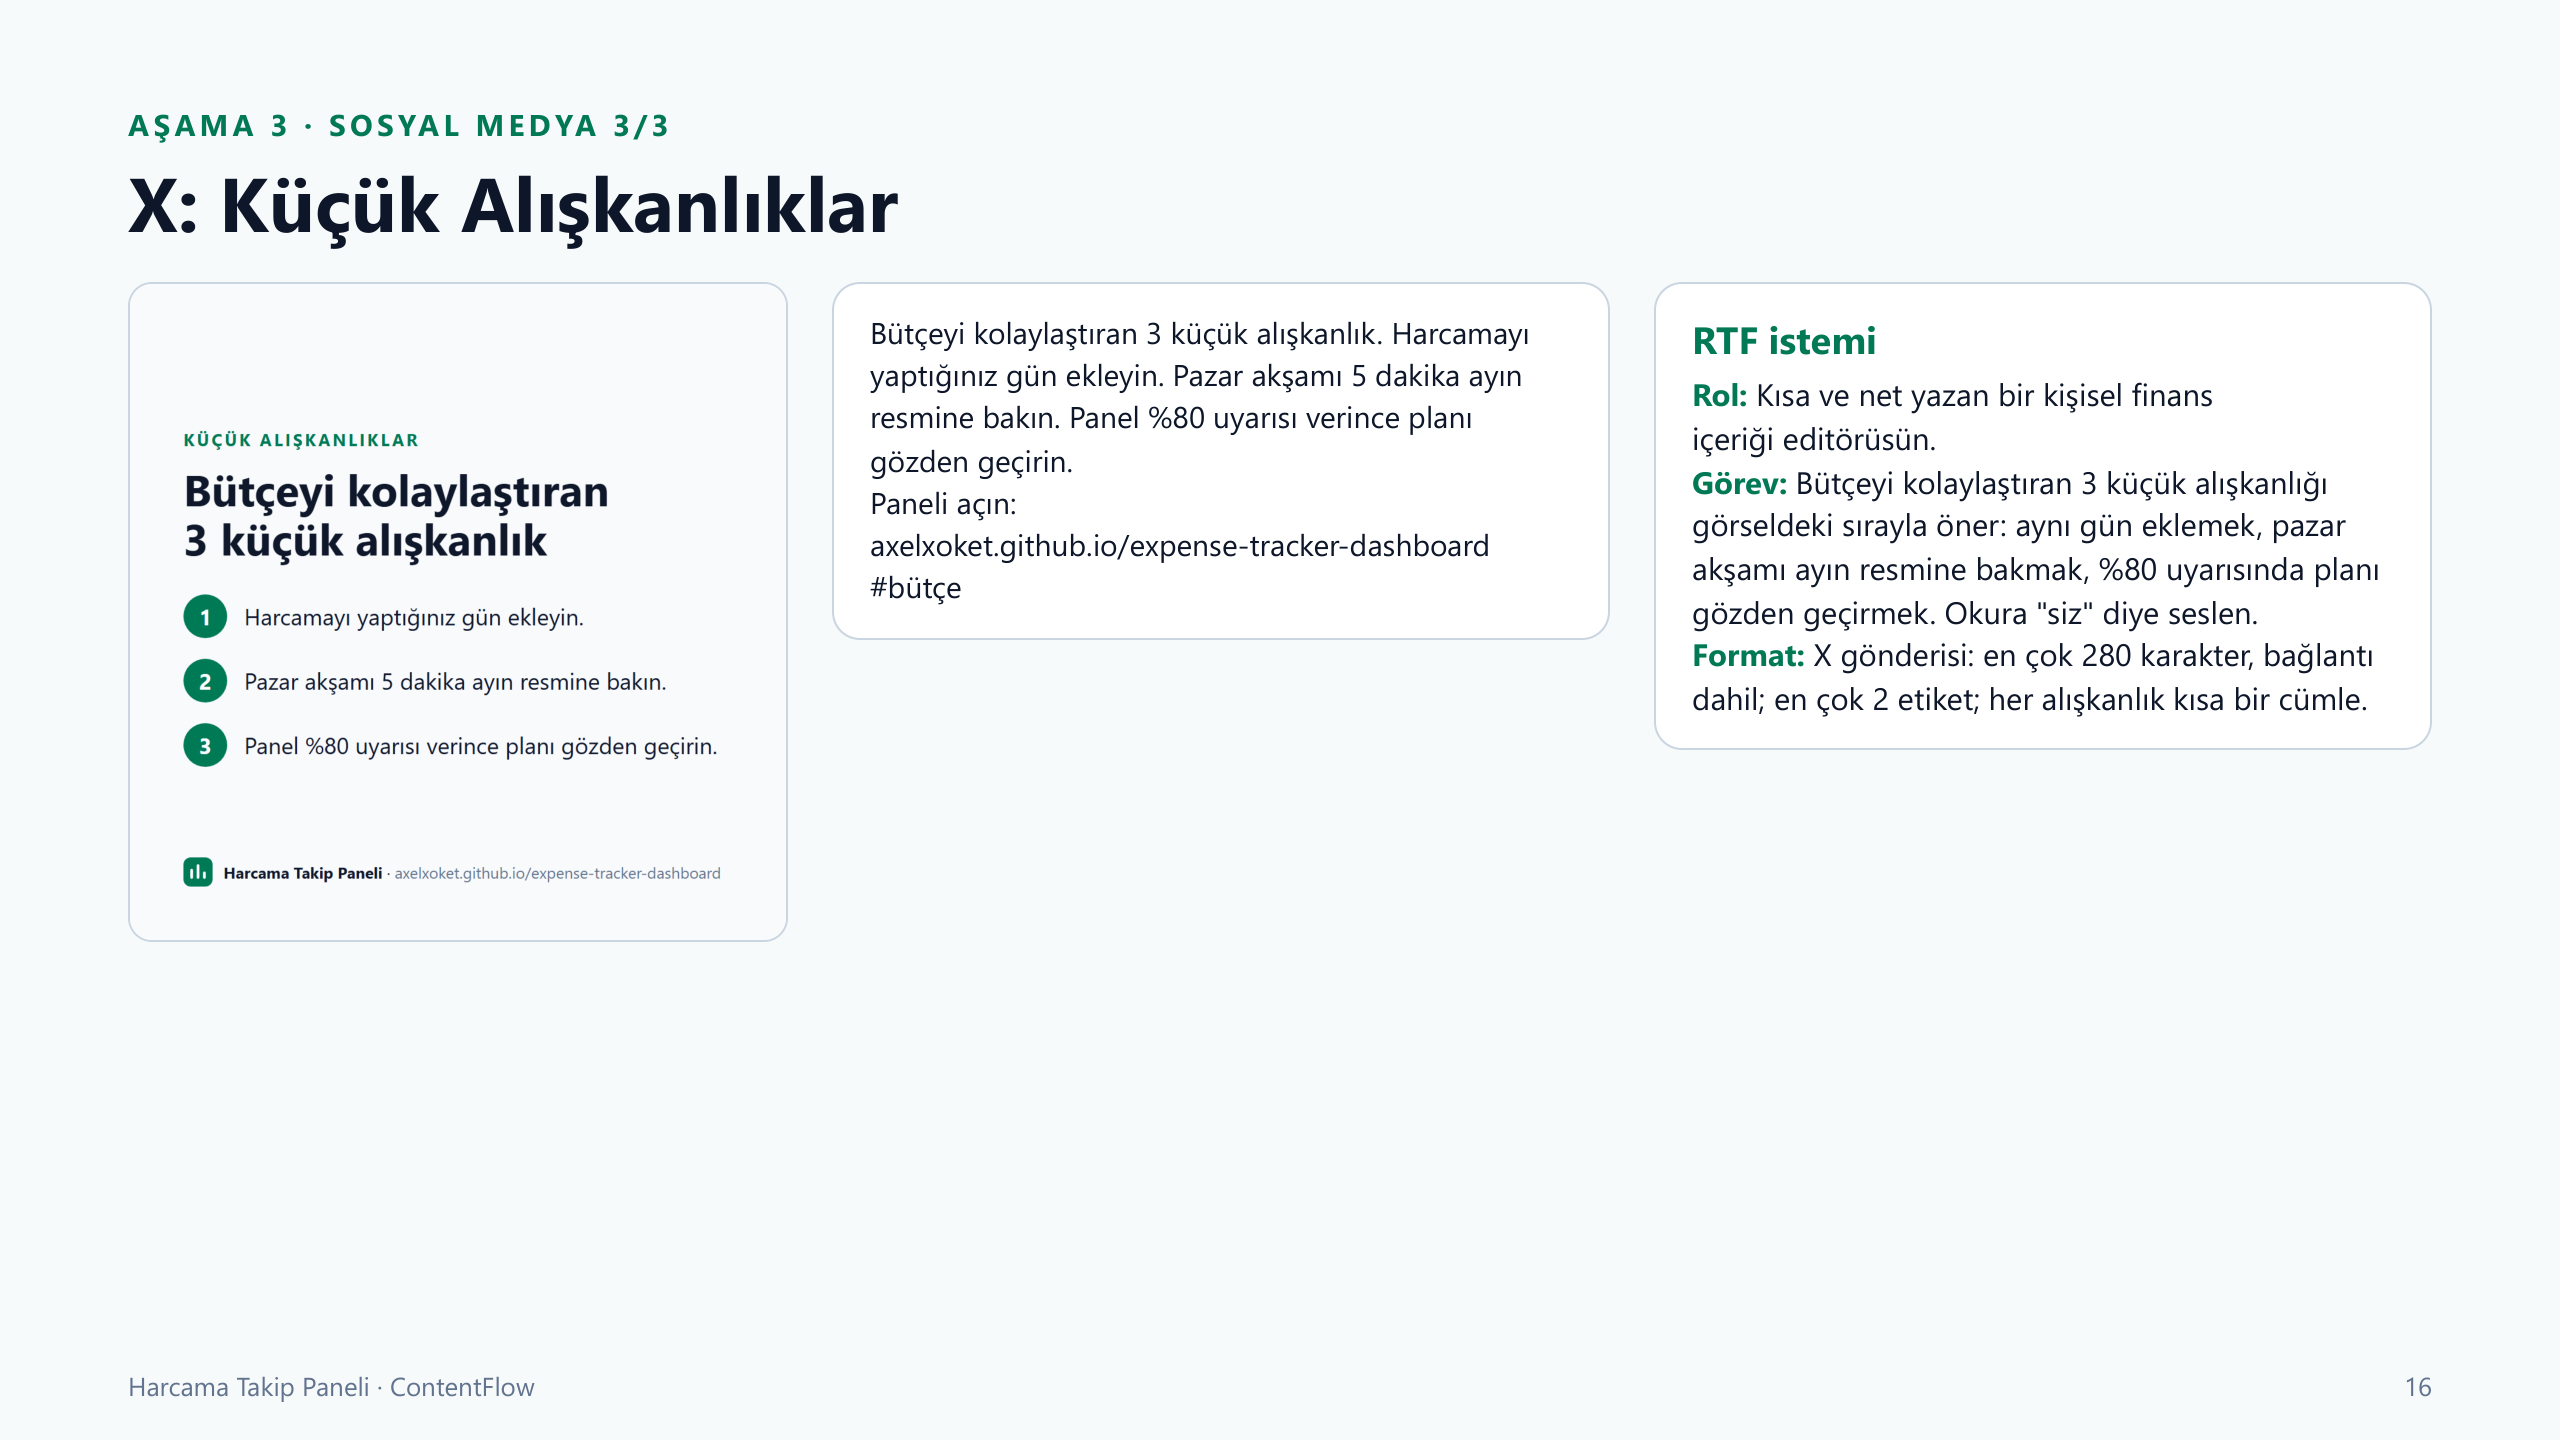 AŞAMA 3 · SOSYAL MEDYA 3/3
X: Küçük Alışkanlıklar
KÜÇÜK ALIŞKANLIKLAR
Bütçeyi kolaylaştıran
3 küçük alışkanlık
1 Harcamayı yaptığınız gün ekleyin.
2 Pazar akşamı 5 dakika ayın resmine bakın.
3 Panel %80 uyarısı verince planı gözden geçirin.
Harcama Takip Paneli · axelxoket.github.io/expense-tracker-dashboard
Bütçeyi kolaylaştıran 3 küçük alışkanlık. Harcamayı
yaptığınız gün ekleyin. Pazar akşamı 5 dakika ayın
resmine bakın. Panel %80 uyarısı verince planı
gözden geçirin.
Paneli açın:
axelxoket.github.io/expense-tracker-dashboard
#bütçe
RTF istemi
Rol: Kısa ve net yazan bir kişisel finans
içeriği editörüsün.
Görev: Bütçeyi kolaylaştıran 3 küçük alışkanlığı
görseldeki sırayla öner: aynı gün eklemek, pazar
akşamı ayın resmine bakmak, %80 uyarısında planı
gözden geçirmek. Okura "siz" diye seslen.
Format: X gönderisi: en çok 280 karakter, bağlantı
dahil; en çok 2 etiket; her alışkanlık kısa bir cümle.
Harcama Takip Paneli · ContentFlow
16